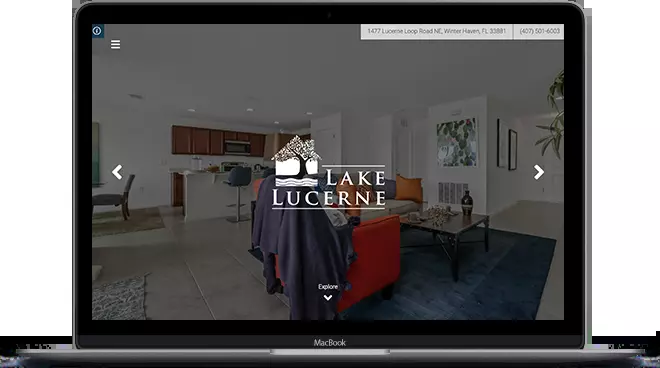 1477 Lucerne Loop Road NE, Winter Haven, FL 33881
(407) 501-6003
LAKE
LUCERNE
Explore
MacBook